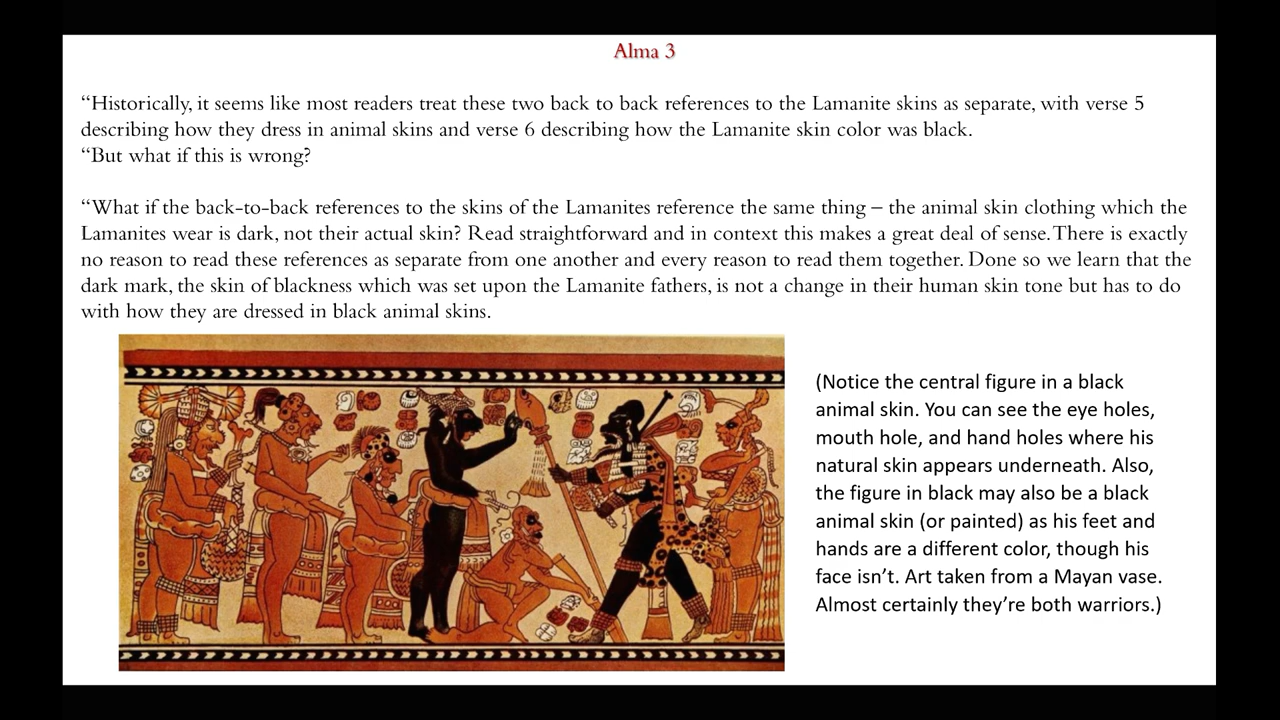 Alma 3
“Historically, it seems like most readers treat these two back to back references to the Lamanite skins as separate, with verse 5
describing how they dress in animal skins and verse 6 describing how the Lamanite skin color was black.
“But what if this is wrong?
“What if the back-to-back references to the skins of the Lamanites reference the same thing – the animal skin clothing which the
Lamanites wear is dark, not their actual skin? Read straightforward and in context this makes a great deal of sense. There is exactly
no reason to read these references as separate from one another and every reason to read them together. Done so we learn that the
dark mark, the skin of blackness which was set upon the Lamanite fathers, is not a change in their human skin tone but has to do
with how they are dressed in black animal skins.
(Notice the central figure in a black
animal skin. You can see the eye holes,
mouth hole, and hand holes where his
natural skin appears underneath. Also,
the figure in black may also be a black
animal skin (or painted) as his feet and
hands are a different color, though his
face isn’t. Art taken from a Mayan vase.
Almost certainly they’re both warriors.)